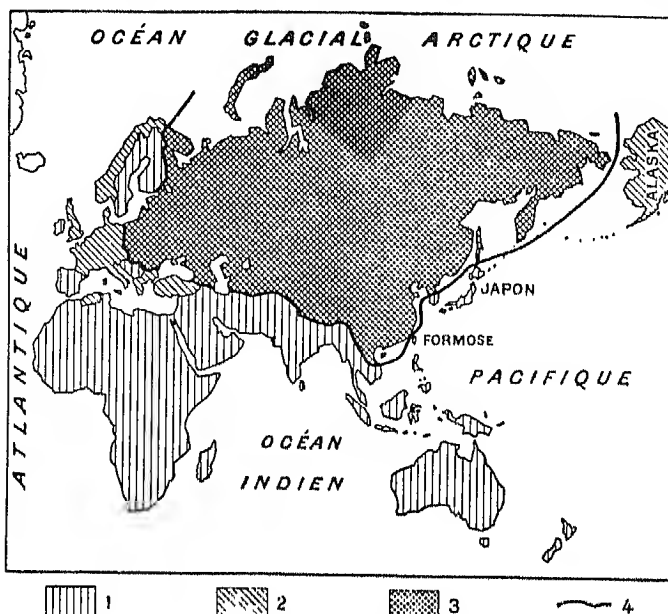 OCÉAN GLACIAL ARCTIQUE
ALASKA
ATLANTIQUE
JAPON
FORMOSE
PACIFIQUE
OCÉAN
INDIEN
1 2 3 4